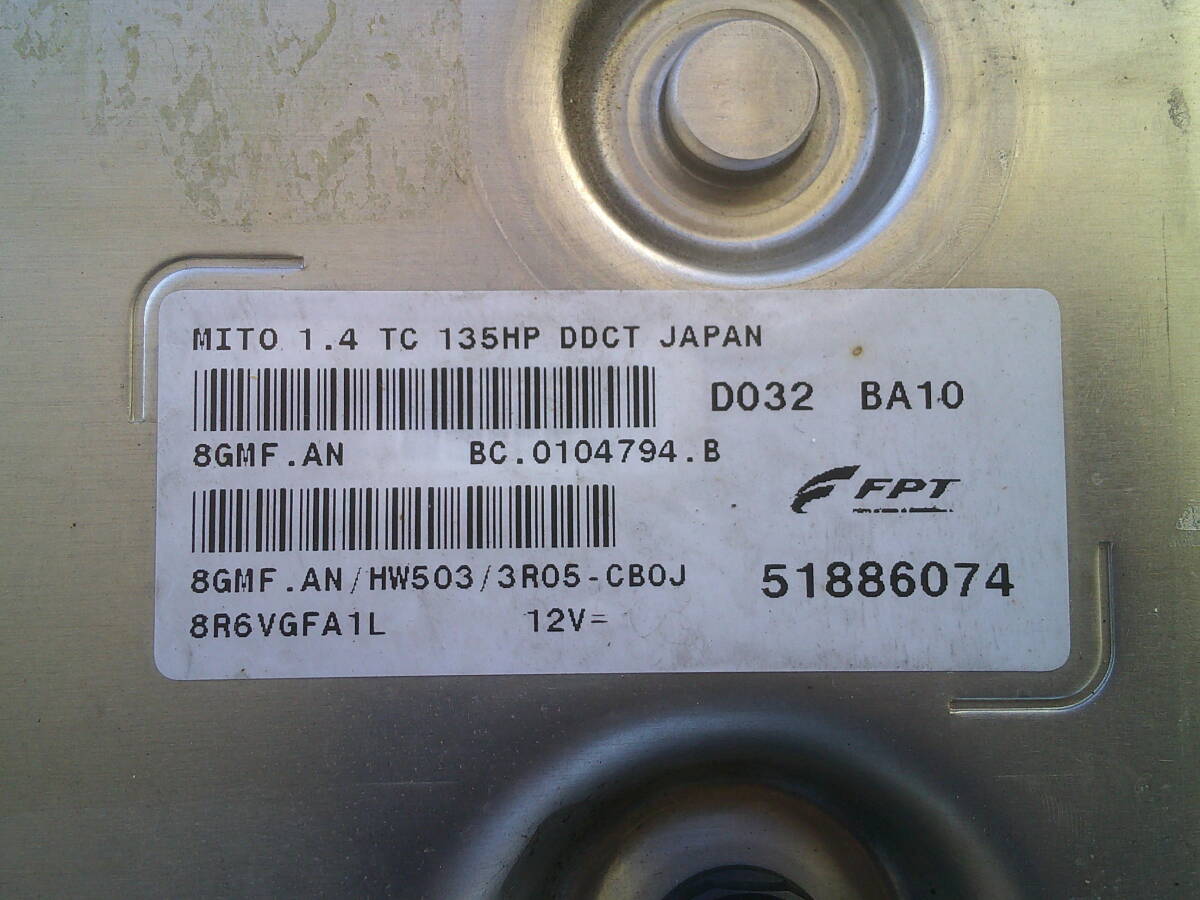 MITO 1.4 TC 135HP DDCT JAPAN
D032 BA10
8GMF.AN BC.0104794.B
FPT
8GMF.AN/HW503/3R05-CB0J
51886074
8R6VGFA1L 12V=